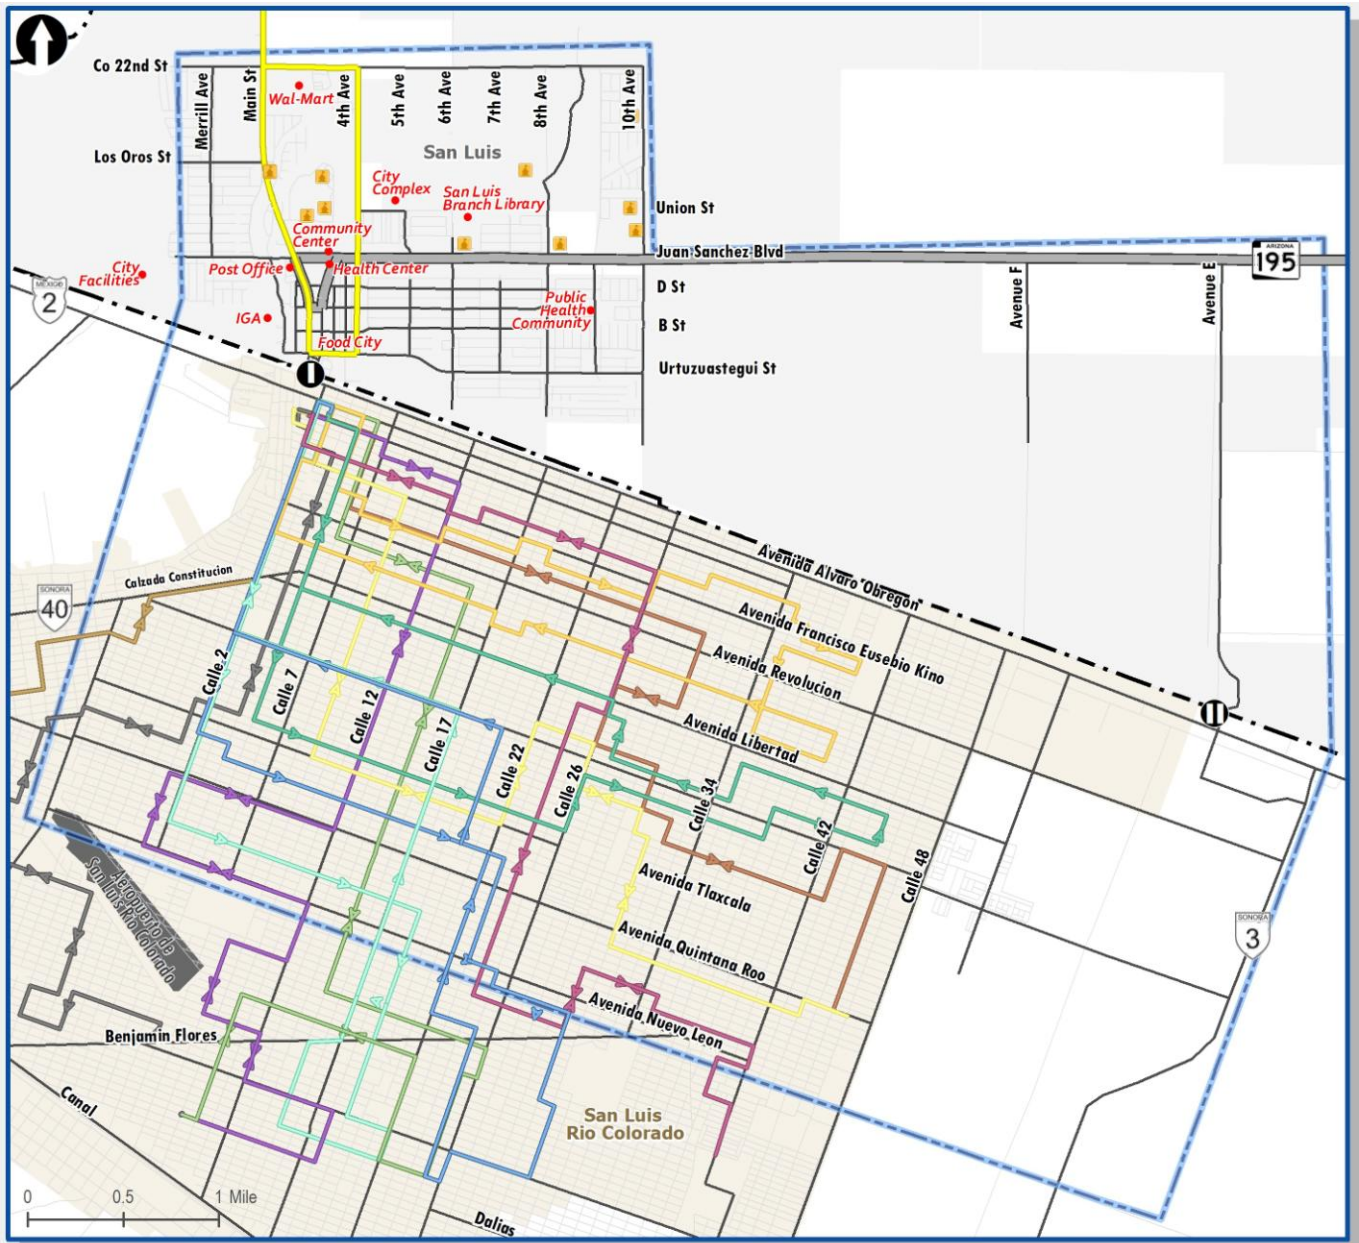 Co 22nd St
Merrill Ave
Main St
4th Ave
5th Ave
6th Ave
7th Ave
8th Ave
10th Ave
Wal-Mart
Los Oros St
San Luis
City
Complex
San Luis
Branch Library
Union St
Community
Center
Juan Sanchez Blvd
ARIZONA
195
City
Facilities
Post Office
Health Center
MEXICO
2
D St
Public
Health
Community
Avenue F
Avenue E
IGA
B St
Food City
Urtuzuastegui St
I
Avenida Alvaro Obregon
Calzada Constitucion
SONORA
40
Avenida Francisco Eusebio Kino
Avenida Revolucion
Calle 2
Calle 7
Calle 12
Calle 17
Calle 22
Calle 26
Calle 34
Calle 42
Calle 48
II
Avenida Libertad
Aeropuerto de
San Luis Rio Colorado
Avenida Tlaxcala
SONORA
3
Avenida Quintana Roo
Avenida Nuevo Leon
Benjamin Flores
Canal
San Luis
Rio Colorado
0 0.5 1 Mile
Dalias